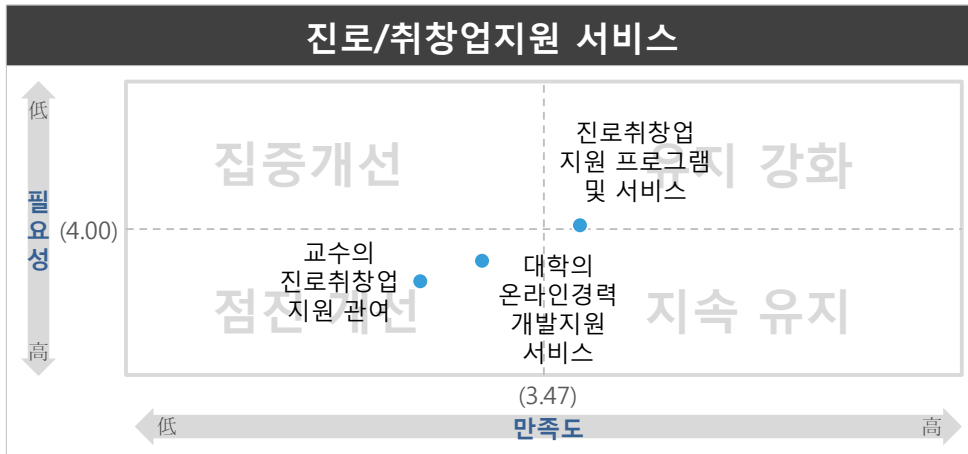 진로/취창업지원 서비스
低
필
요
성
高
(4.00)
집중개선
유지 강화
진로취창업
지원 프로그램
및 서비스
점진 개선
교수의
진로취창업
지원 관여
지속 유지
대학의
온라인경력
개발지원
서비스
(3.47)
低
만족도
高